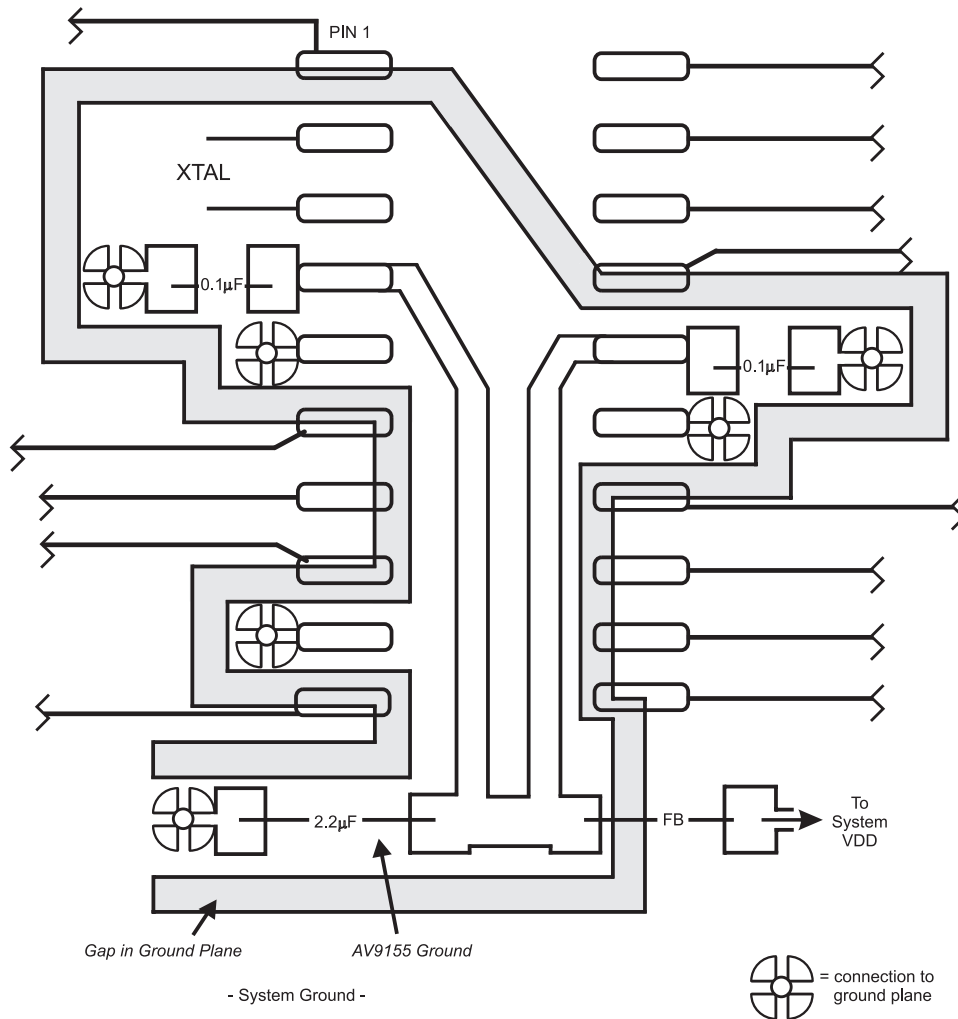 PIN 1
XTAL
0.1µF
0.1µF
2.2µF
FB
To
System
VDD
Gap in Ground Plane
AV9155 Ground
- System Ground -
= connection to
ground plane